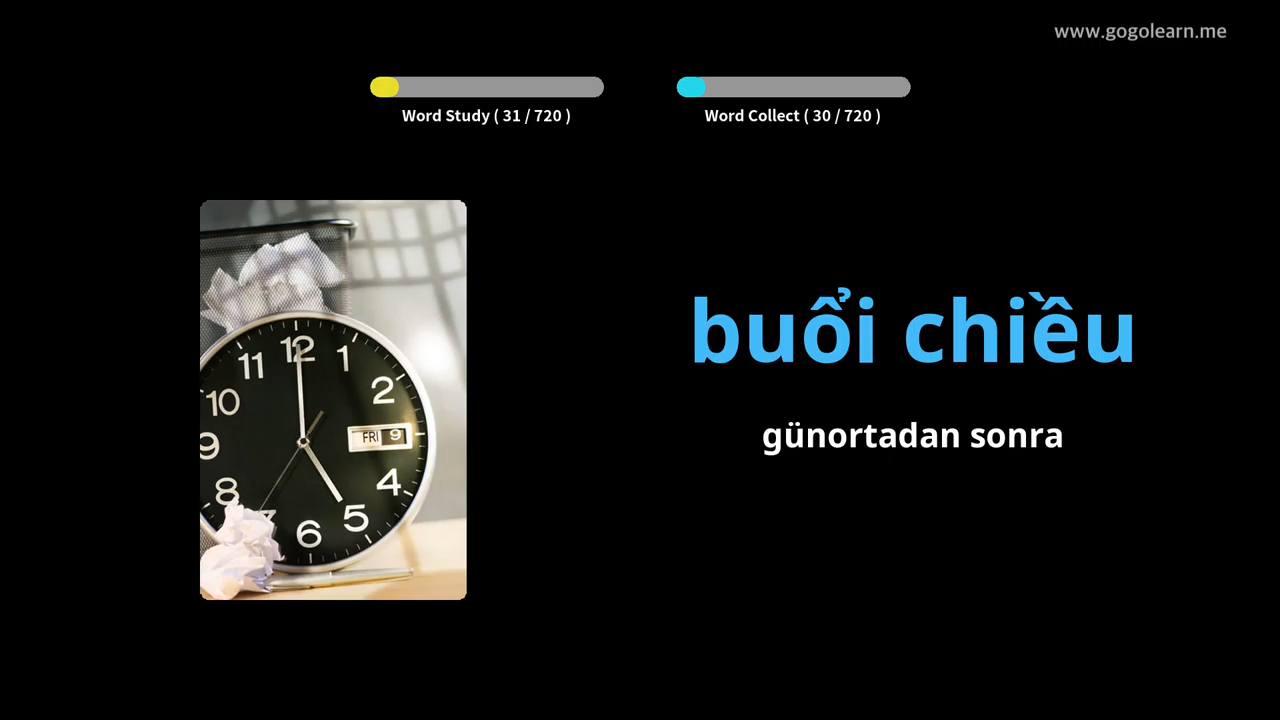 www.gogolearn.me
Word Study ( 31 / 720 )
Word Collect ( 30 / 720 )
12
11
1
10
2
9
FRI 9
8
4
7
5
6
buổi chiều
günortadan sonra